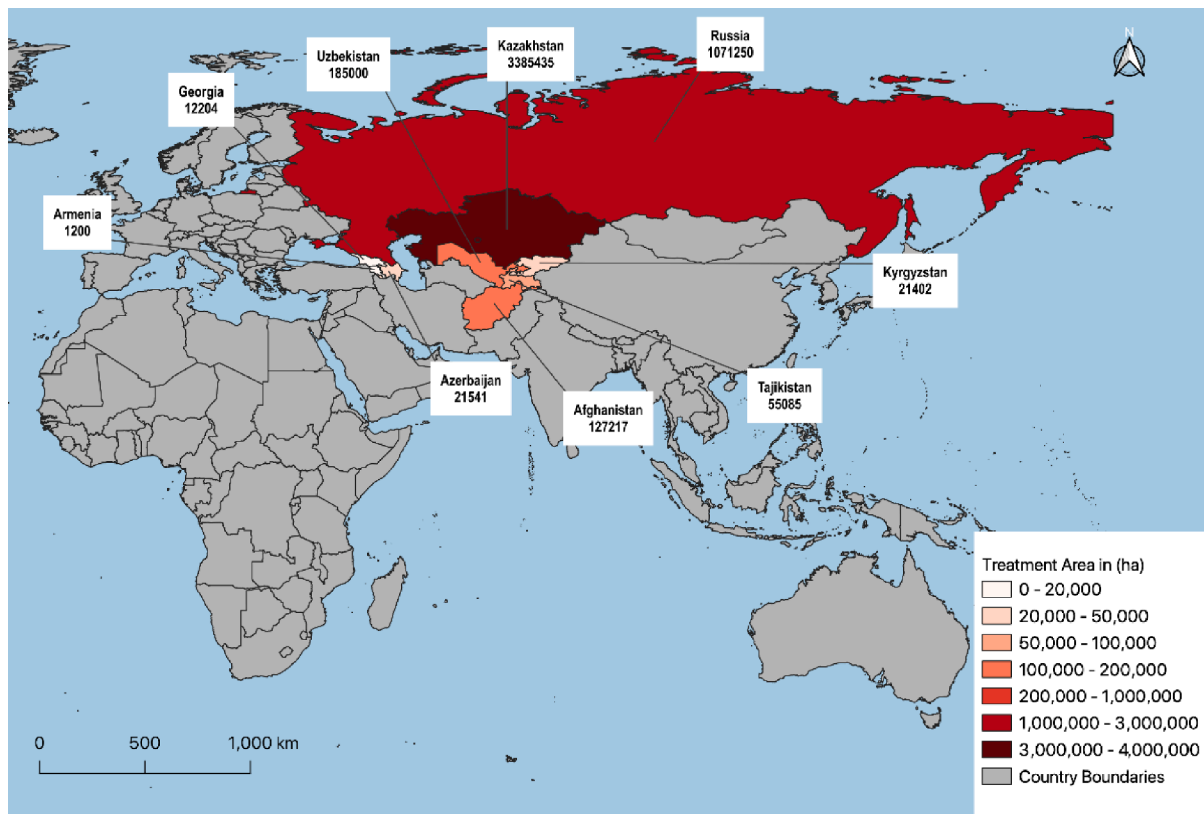 Russia
1071250
Kazakhstan
3385435
Uzbekistan
185000
Georgia
12204
Armenia
1200
Kyrgyzstan
21402
Azerbaijan
21541
Tajikistan
55085
Afghanistan
127217
Treatment Area in (ha)
0 - 20,000
20,000 - 50,000
50,000 - 100,000
100,000 - 200,000
200,000 - 1,000,000
1,000,000 - 3,000,000
3,000,000 - 4,000,000
Country Boundaries
0 500 1,000 km